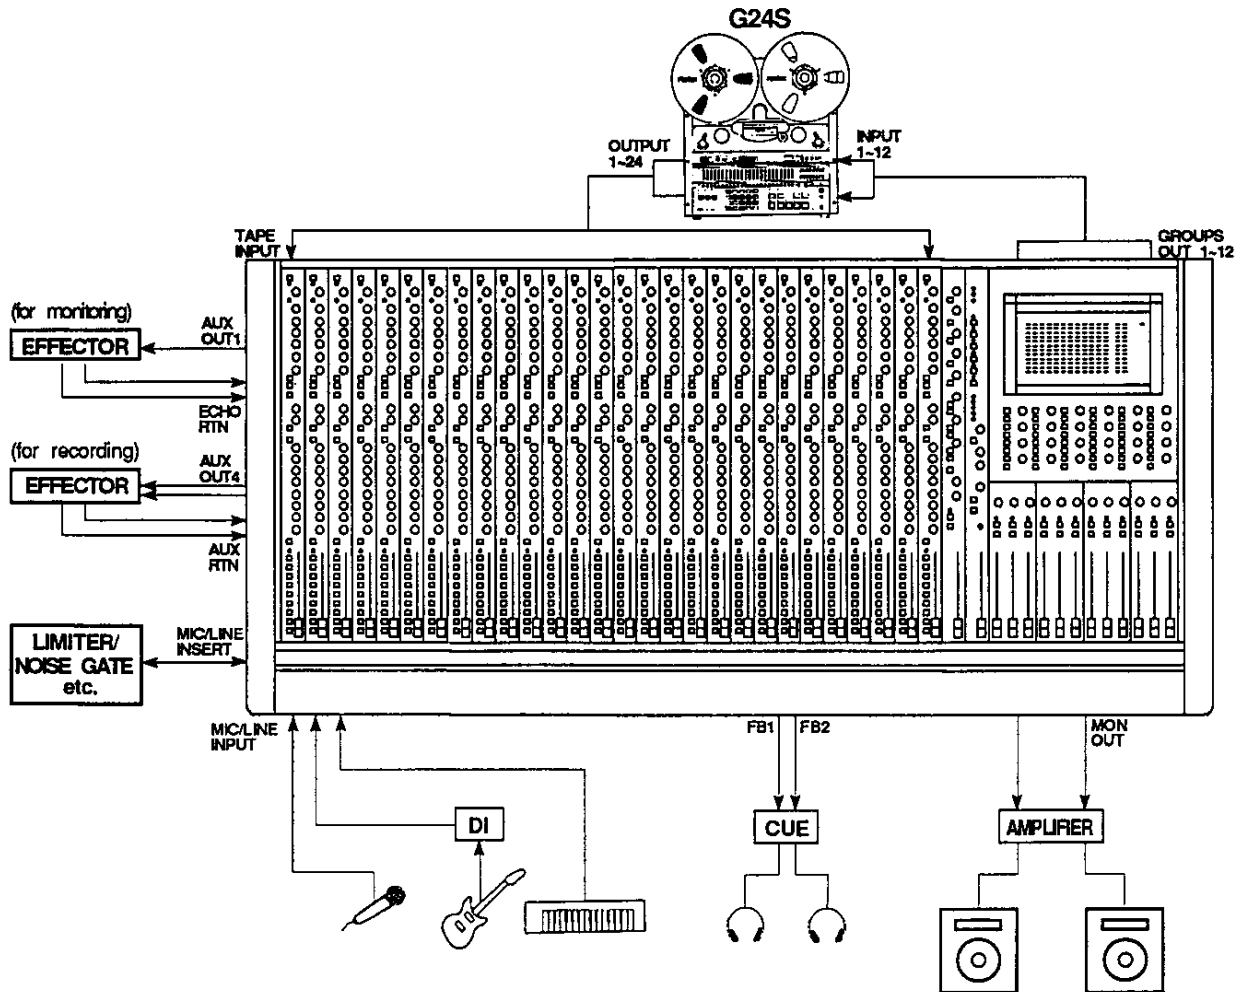 G24S
OUTPUT
1~24
INPUT
1~12
TAPE
INPUT
GROUPS
OUT 1~12
(for monitoring)
EFFECTOR
AUX
OUT1
ECHO
RTN
(for recording)
EFFECTOR
AUX
OUT4
AUX
RTN
LIMITER/
NOISE GATE
etc.
MIC/LINE
INSERT
MIC/LINE
INPUT
FB1
FB2
MON
OUT
DI
CUE
AMPLIFIER